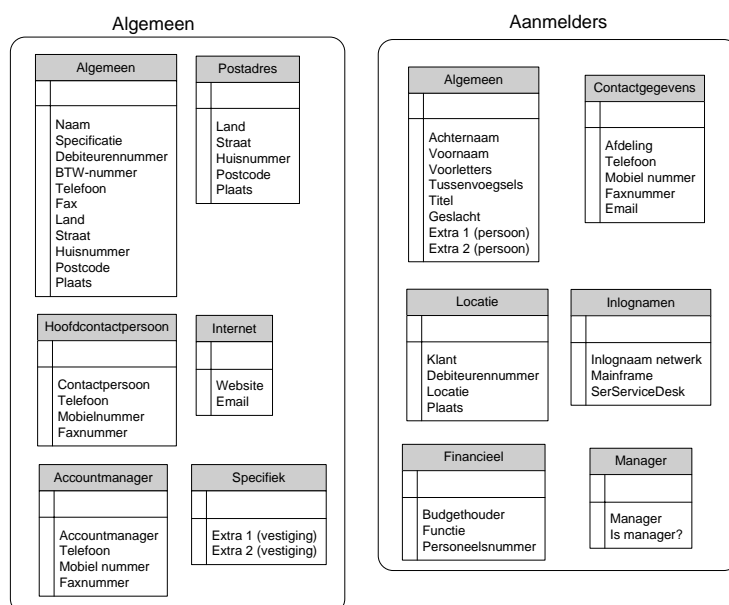 Algemeen
Algemeen
Naam
Specificatie
Debiteurennummer
BTW-nummer
Telefoon
Fax
Land
Straat
Huisnummer
Postcode
Plaats
Postadres
Land
Straat
Huisnummer
Postcode
Plaats
Hoofdcontactpersoon
Contactpersoon
Telefoon
Mobielnummer
Faxnummer
Internet
Website
Email
Accountmanager
Accountmanager
Telefoon
Mobiel nummer
Faxnummer
Specifiek
Extra 1 (vestiging)
Extra 2 (vestiging)
Aanmelders
Algemeen
Achternaam
Voornaam
Voorletters
Tussenvoegsels
Titel
Geslacht
Extra 1 (persoon)
Extra 2 (persoon)
Contactgegevens
Afdeling
Telefoon
Mobiel nummer
Faxnummer
Email
Locatie
Klant
Debiteurennummer
Locatie
Plaats
Inlognamen
Inlognaam netwerk
Mainframe
SerServiceDesk
Financieel
Budgethouder
Functie
Personeelsnummer
Manager
Manager
Is manager?